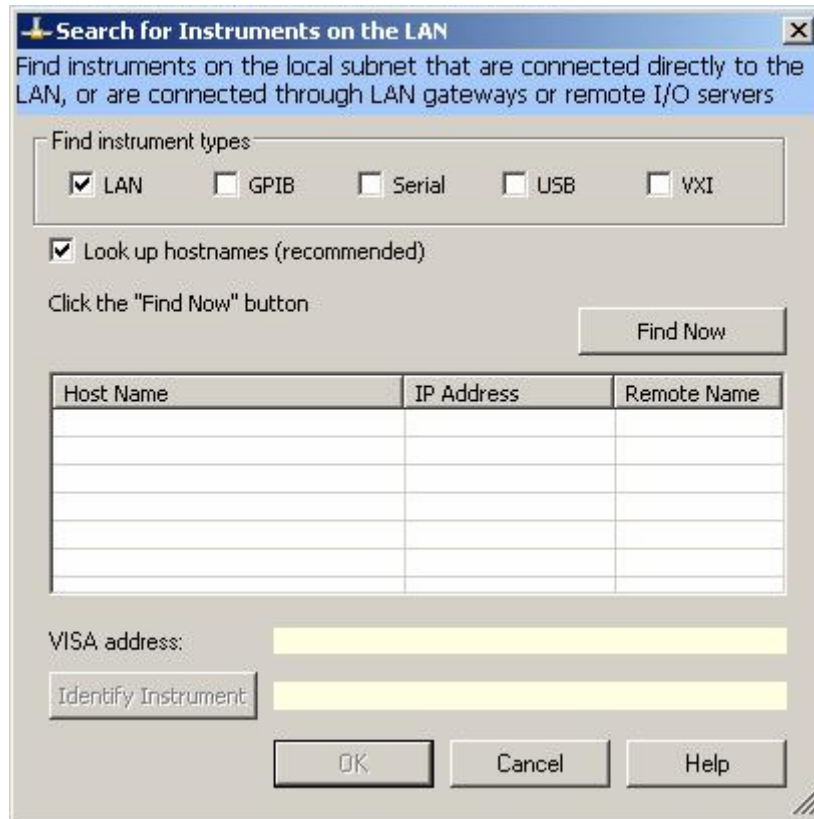 Search for Instruments on the LAN
Find instruments on the local subnet that are connected directly to the
LAN, or are connected through LAN gateways or remote I/O servers
Find instrument types
LAN GPIB Serial USB VXI
Look up hostnames (recommended)
Click the "Find Now" button
Find Now
Host Name IP Address Remote Name
VISA address:
Identify Instrument
OK Cancel Help